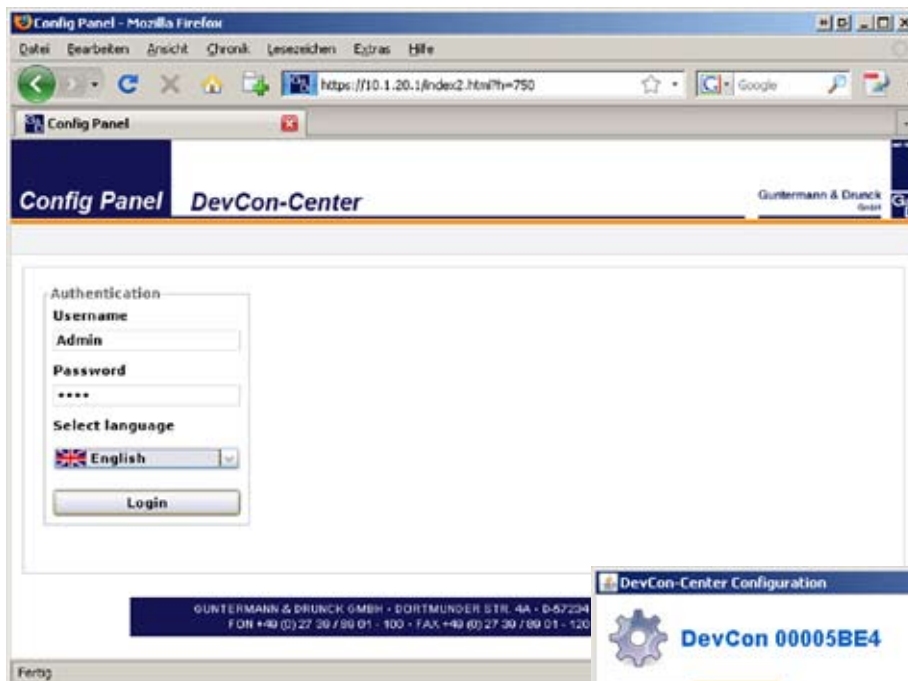 Config Panel - Mozilla Firefox
Datei Bearbeiten Ansicht Chronik Lesezeichen Extras Hilfe
https://10.1.20.1/index2.html?h=750
Google
Config Panel
Config Panel DevCon-Center
Guntermann & Drunck
GmbH
Authentication
Username
Admin
Password
••••
Select language
English
Login
GUNTERMANN & DRUNCK GMBH - DORTMUNDER STR. 4A - D-57234
FON +49 (0) 27 39 / 89 01 - 100 - FAX +49 (0) 27 39 / 89 01 - 120
Fertig
DevCon-Center Configuration
DevCon 00005BE4